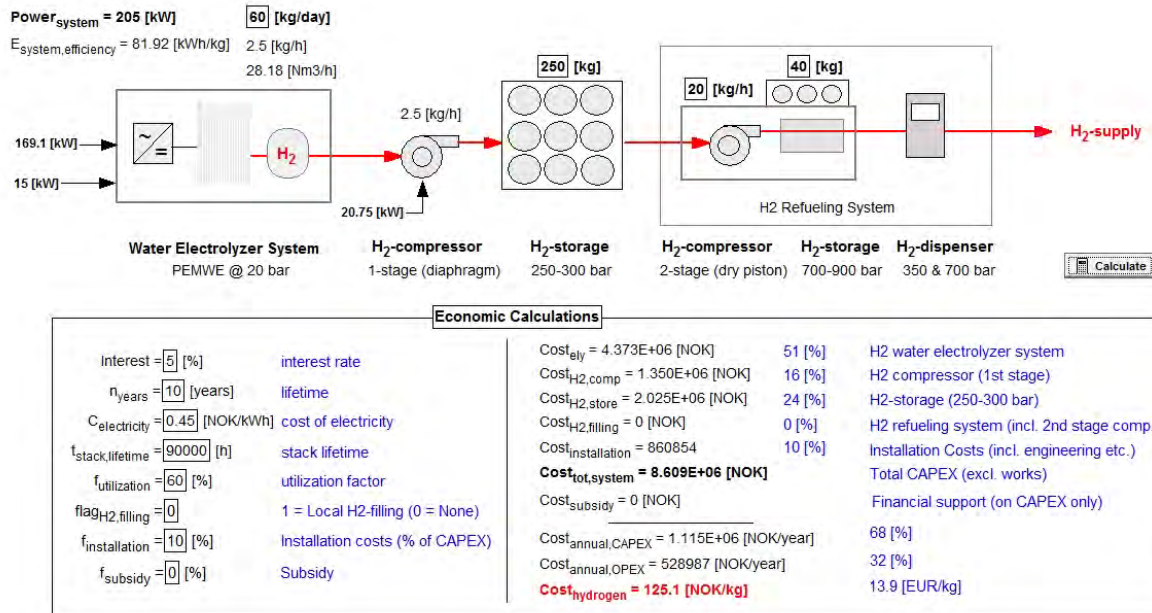 Power_system = 205 [kW]
60 [kg/day]
E_system,efficiency = 81.92 [kWh/kg]
2.5 [kg/h]
28.18 [Nm3/h]
169.1 [kW]
15 [kW]
~
=
H2
2.5 [kg/h]
20.75 [kW]
250 [kg]
20 [kg/h]
40 [kg]
H2 Refueling System
H2-supply
Water Electrolyzer System
PEMWE @ 20 bar
H2-compressor
1-stage (diaphragm)
H2-storage
250-300 bar
H2-compressor
2-stage (dry piston)
H2-storage
700-900 bar
H2-dispenser
350 & 700 bar
Calculate
Economic Calculations
Interest = 5 [%] interest rate
n_years = 10 [years] lifetime
C_electricity = 0.45 [NOK/kWh] cost of electricity
t_stack,lifetime = 90000 [h] stack lifetime
f_utilization = 60 [%] utilization factor
flag_H2,filling = 0 1 = Local H2-filling (0 = None)
f_installation = 10 [%] Installation costs (% of CAPEX)
f_subsidy = 0 [%] Subsidy
Cost_ely = 4.373E+06 [NOK] 51 [%] H2 water electrolyzer system
Cost_H2,comp = 1.350E+06 [NOK] 16 [%] H2 compressor (1st stage)
Cost_H2,store = 2.025E+06 [NOK] 24 [%] H2-storage (250-300 bar)
Cost_H2,filling = 0 [NOK] 0 [%] H2 refueling system (incl. 2nd stage comp
Cost_installation = 860854 10 [%] Installation Costs (incl. engineering etc.)
Cost_tot,system = 8.609E+06 [NOK] Total CAPEX (excl. works)
Cost_subsidy = 0 [NOK] Financial support (on CAPEX only)
Cost_annual,CAPEX = 1.115E+06 [NOK/year] 68 [%]
Cost_annual,OPEX = 528987 [NOK/year] 32 [%]
Cost_hydrogen = 125.1 [NOK/kg] 13.9 [EUR/kg]